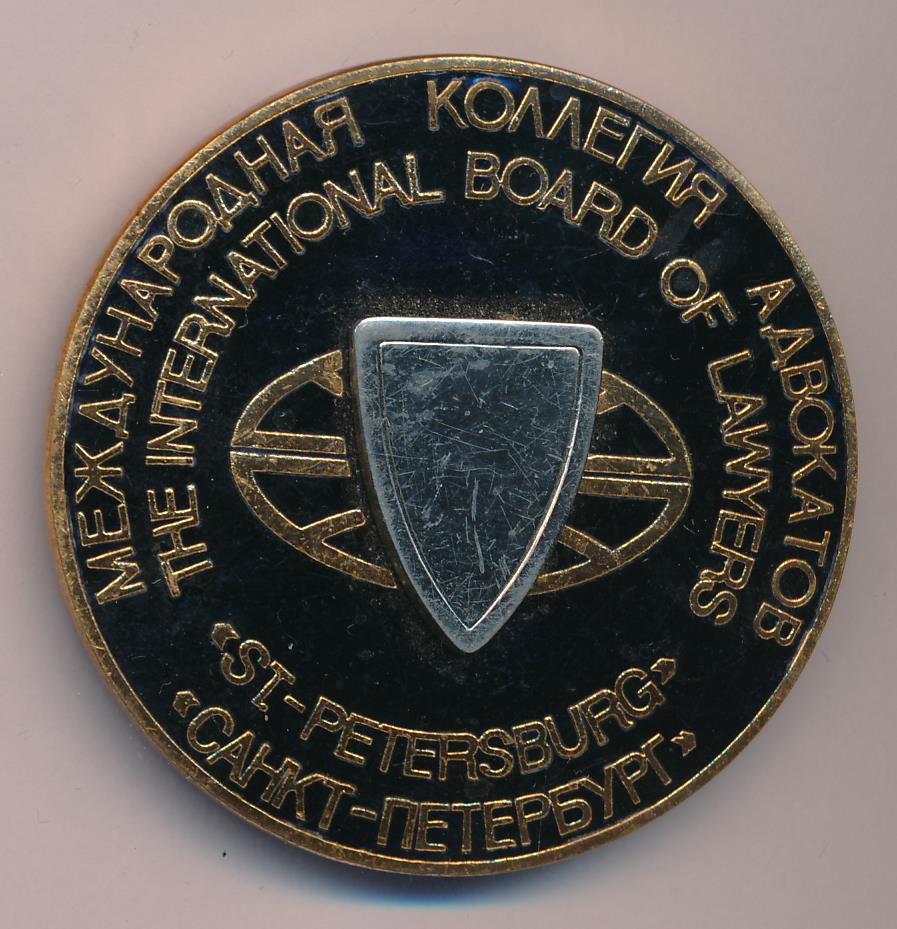 МЕЖДУНАРОДНАЯ КОЛЛЕГИЯ АДВОКАТОВ
THE INTERNATIONAL BOARD OF LAWYERS
«ST.-PETERSBURG»
«САНКТ-ПЕТЕРБУРГ»